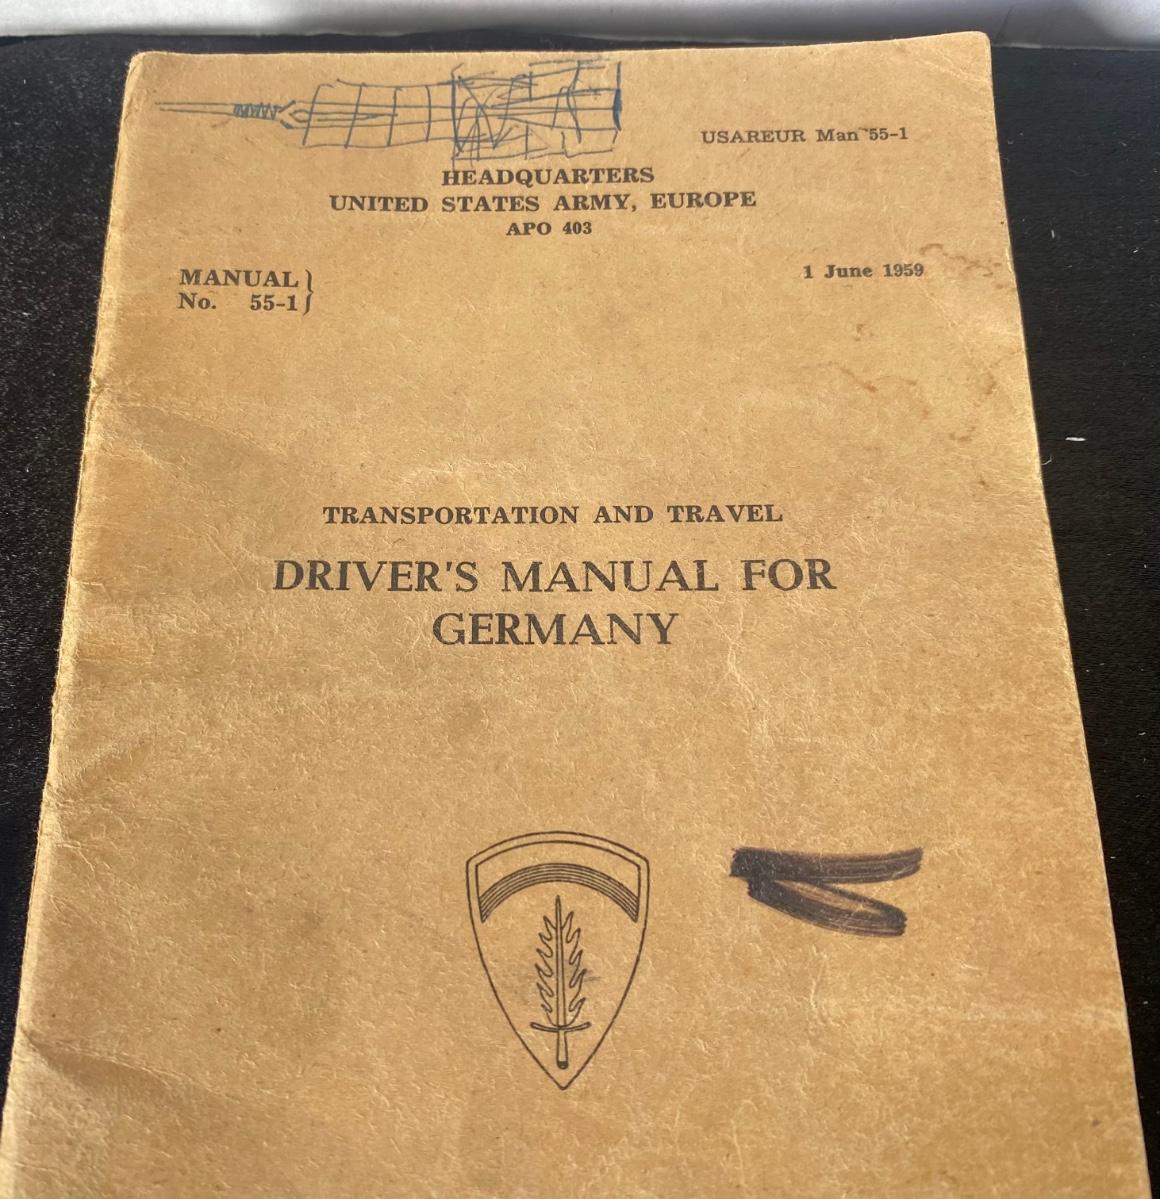 USAREUR Man 55-1
HEADQUARTERS
UNITED STATES ARMY, EUROPE
APO 403
MANUAL
No. 55-1
1 June 1959
TRANSPORTATION AND TRAVEL
DRIVER'S MANUAL FOR
GERMANY